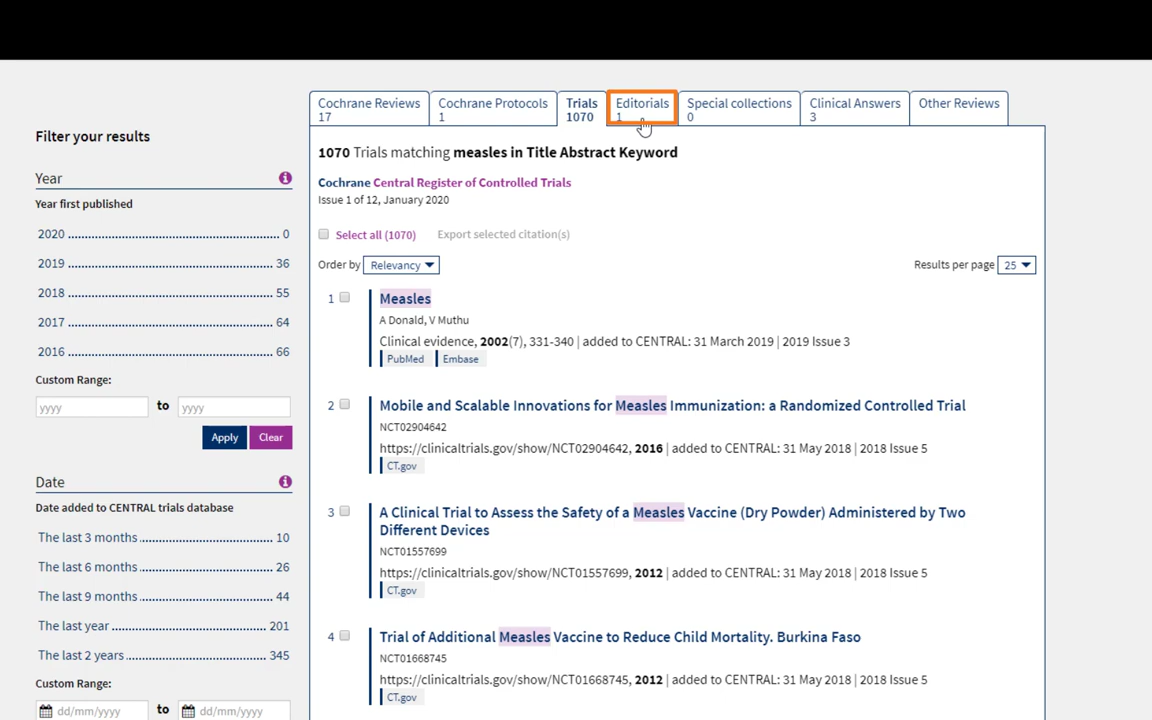 Cochrane Reviews
17
Cochrane Protocols
1
Trials
1070
Editorials
1
Special collections
0
Clinical Answers
3
Other Reviews
Filter your results
Year
Year first published
2020 0
2019 36
2018 55
2017 64
2016 66
Custom Range:
yyyy to yyyy
Apply Clear
Date
Date added to CENTRAL trials database
The last 3 months 10
The last 6 months 26
The last 9 months 44
The last year 201
The last 2 years 345
Custom Range:
dd/mm/yyyy to dd/mm/yyyy
1070 Trials matching measles in Title Abstract Keyword
Cochrane Central Register of Controlled Trials
Issue 1 of 12, January 2020
Select all (1070) Export selected citation(s)
Order by Relevancy Results per page 25
1 Measles
A Donald, V Muthu
Clinical evidence, 2002(7), 331-340 | added to CENTRAL: 31 March 2019 | 2019 Issue 3
PubMed Embase
2 Mobile and Scalable Innovations for Measles Immunization: a Randomized Controlled Trial
NCT02904642
https://clinicaltrials.gov/show/NCT02904642, 2016 | added to CENTRAL: 31 May 2018 | 2018 Issue 5
CT.gov
3 A Clinical Trial to Assess the Safety of a Measles Vaccine (Dry Powder) Administered by Two
Different Devices
NCT01557699
https://clinicaltrials.gov/show/NCT01557699, 2012 | added to CENTRAL: 31 May 2018 | 2018 Issue 5
CT.gov
4 Trial of Additional Measles Vaccine to Reduce Child Mortality. Burkina Faso
NCT01668745
https://clinicaltrials.gov/show/NCT01668745, 2012 | added to CENTRAL: 31 May 2018 | 2018 Issue 5
CT.gov